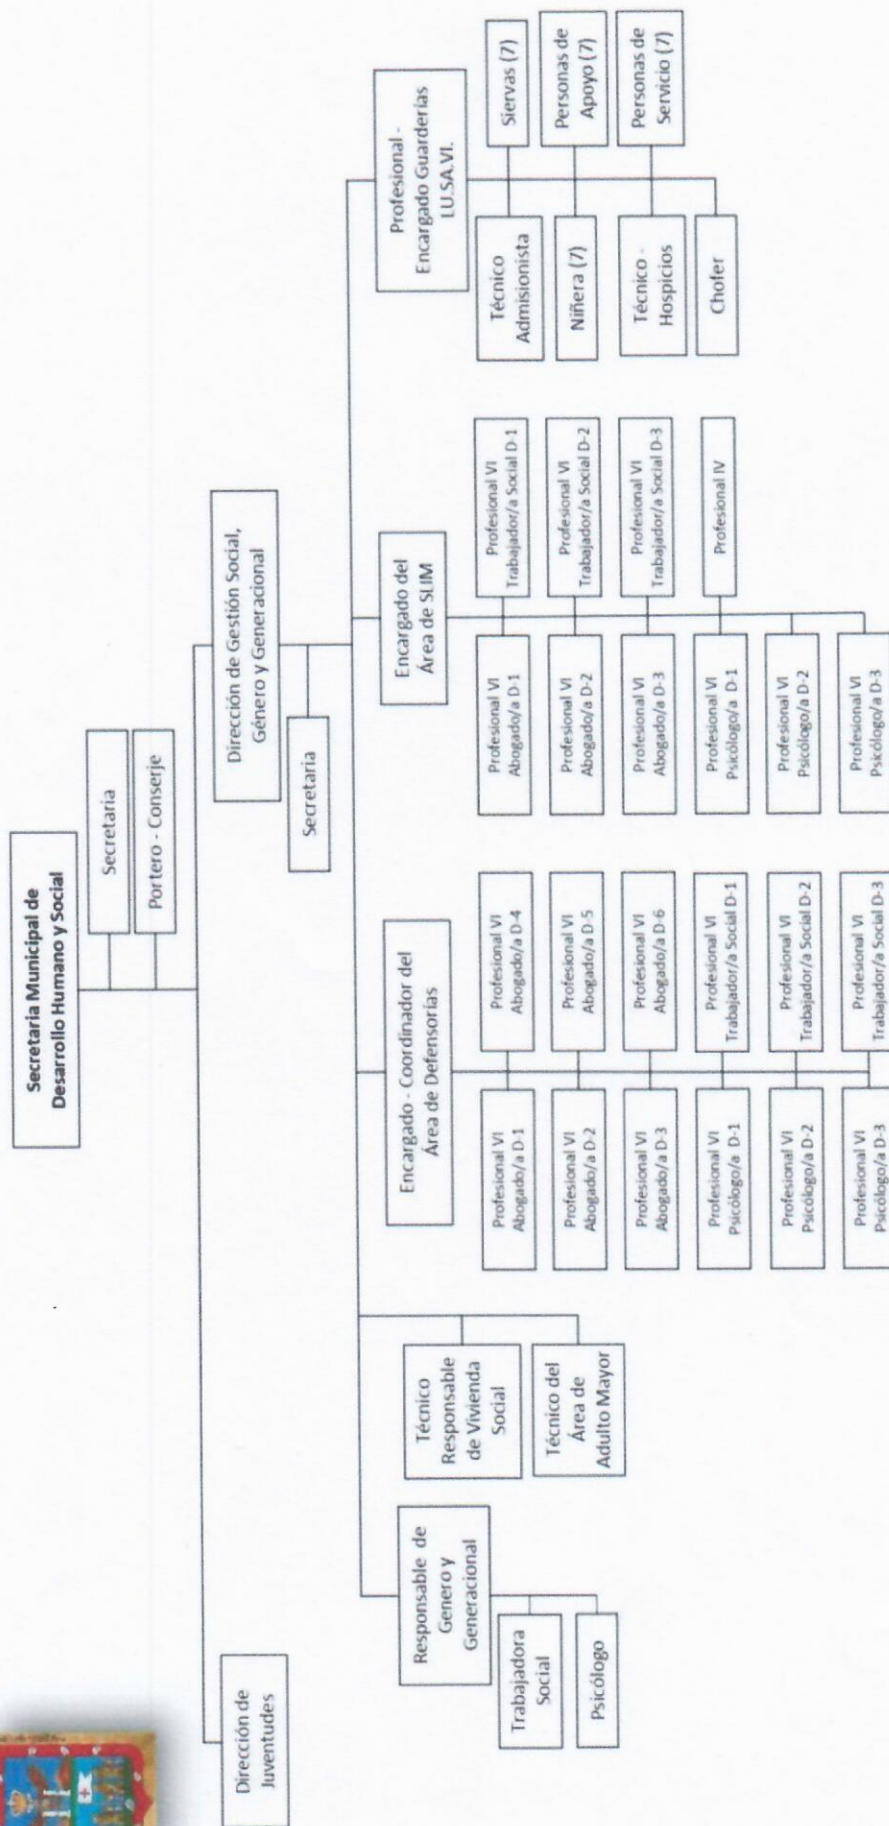 Secretaria Municipal de
Desarrollo Humano y Social
Secretaria
Portero - Conserje
Dirección de
Juventudes
Dirección de Gestión Social,
Género y Generacional
Secretaria
Responsable de
Genero y
Generacional
Trabajadora
Social
Psicólogo
Técnico
Responsable
de Vivienda
Social
Técnico del
Área de
Adulto Mayor
Encargado - Coordinador del
Área de Defensorías
Profesional VI
Abogado/a D-1
Profesional VI
Abogado/a D-4
Profesional VI
Abogado/a D-2
Profesional VI
Abogado/a D-5
Profesional VI
Abogado/a D-3
Profesional VI
Abogado/a D-6
Profesional VI
Psicólogo/a D-1
Profesional VI
Trabajador/a Social D-1
Profesional VI
Psicólogo/a D-2
Profesional VI
Trabajador/a Social D-2
Profesional VI
Psicólogo/a D-3
Profesional VI
Trabajador/a Social D-3
Encargado del
Área de SLIM
Profesional VI
Abogado/a D-1
Profesional VI
Trabajador/a Social D-1
Profesional VI
Abogado/a D-2
Profesional VI
Trabajador/a Social D-2
Profesional VI
Abogado/a D-3
Profesional VI
Trabajador/a Social D-3
Profesional VI
Psicólogo/a D-1
Profesional IV
Profesional VI
Psicólogo/a D-2
Profesional VI
Psicólogo/a D-3
Profesional -
Encargado Guarderías
LU.SA.VI.
Técnico
Admisionista
Siervas (7)
Niñera (7)
Personas de
Apoyo (7)
Técnico -
Hospicios
Personas de
Servicio (7)
Chofer